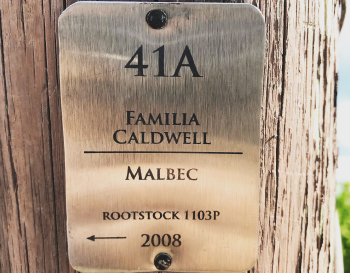 41A
FAMILIA
CALDWELL
MALBEC
ROOTSTOCK 1103P
← 2008